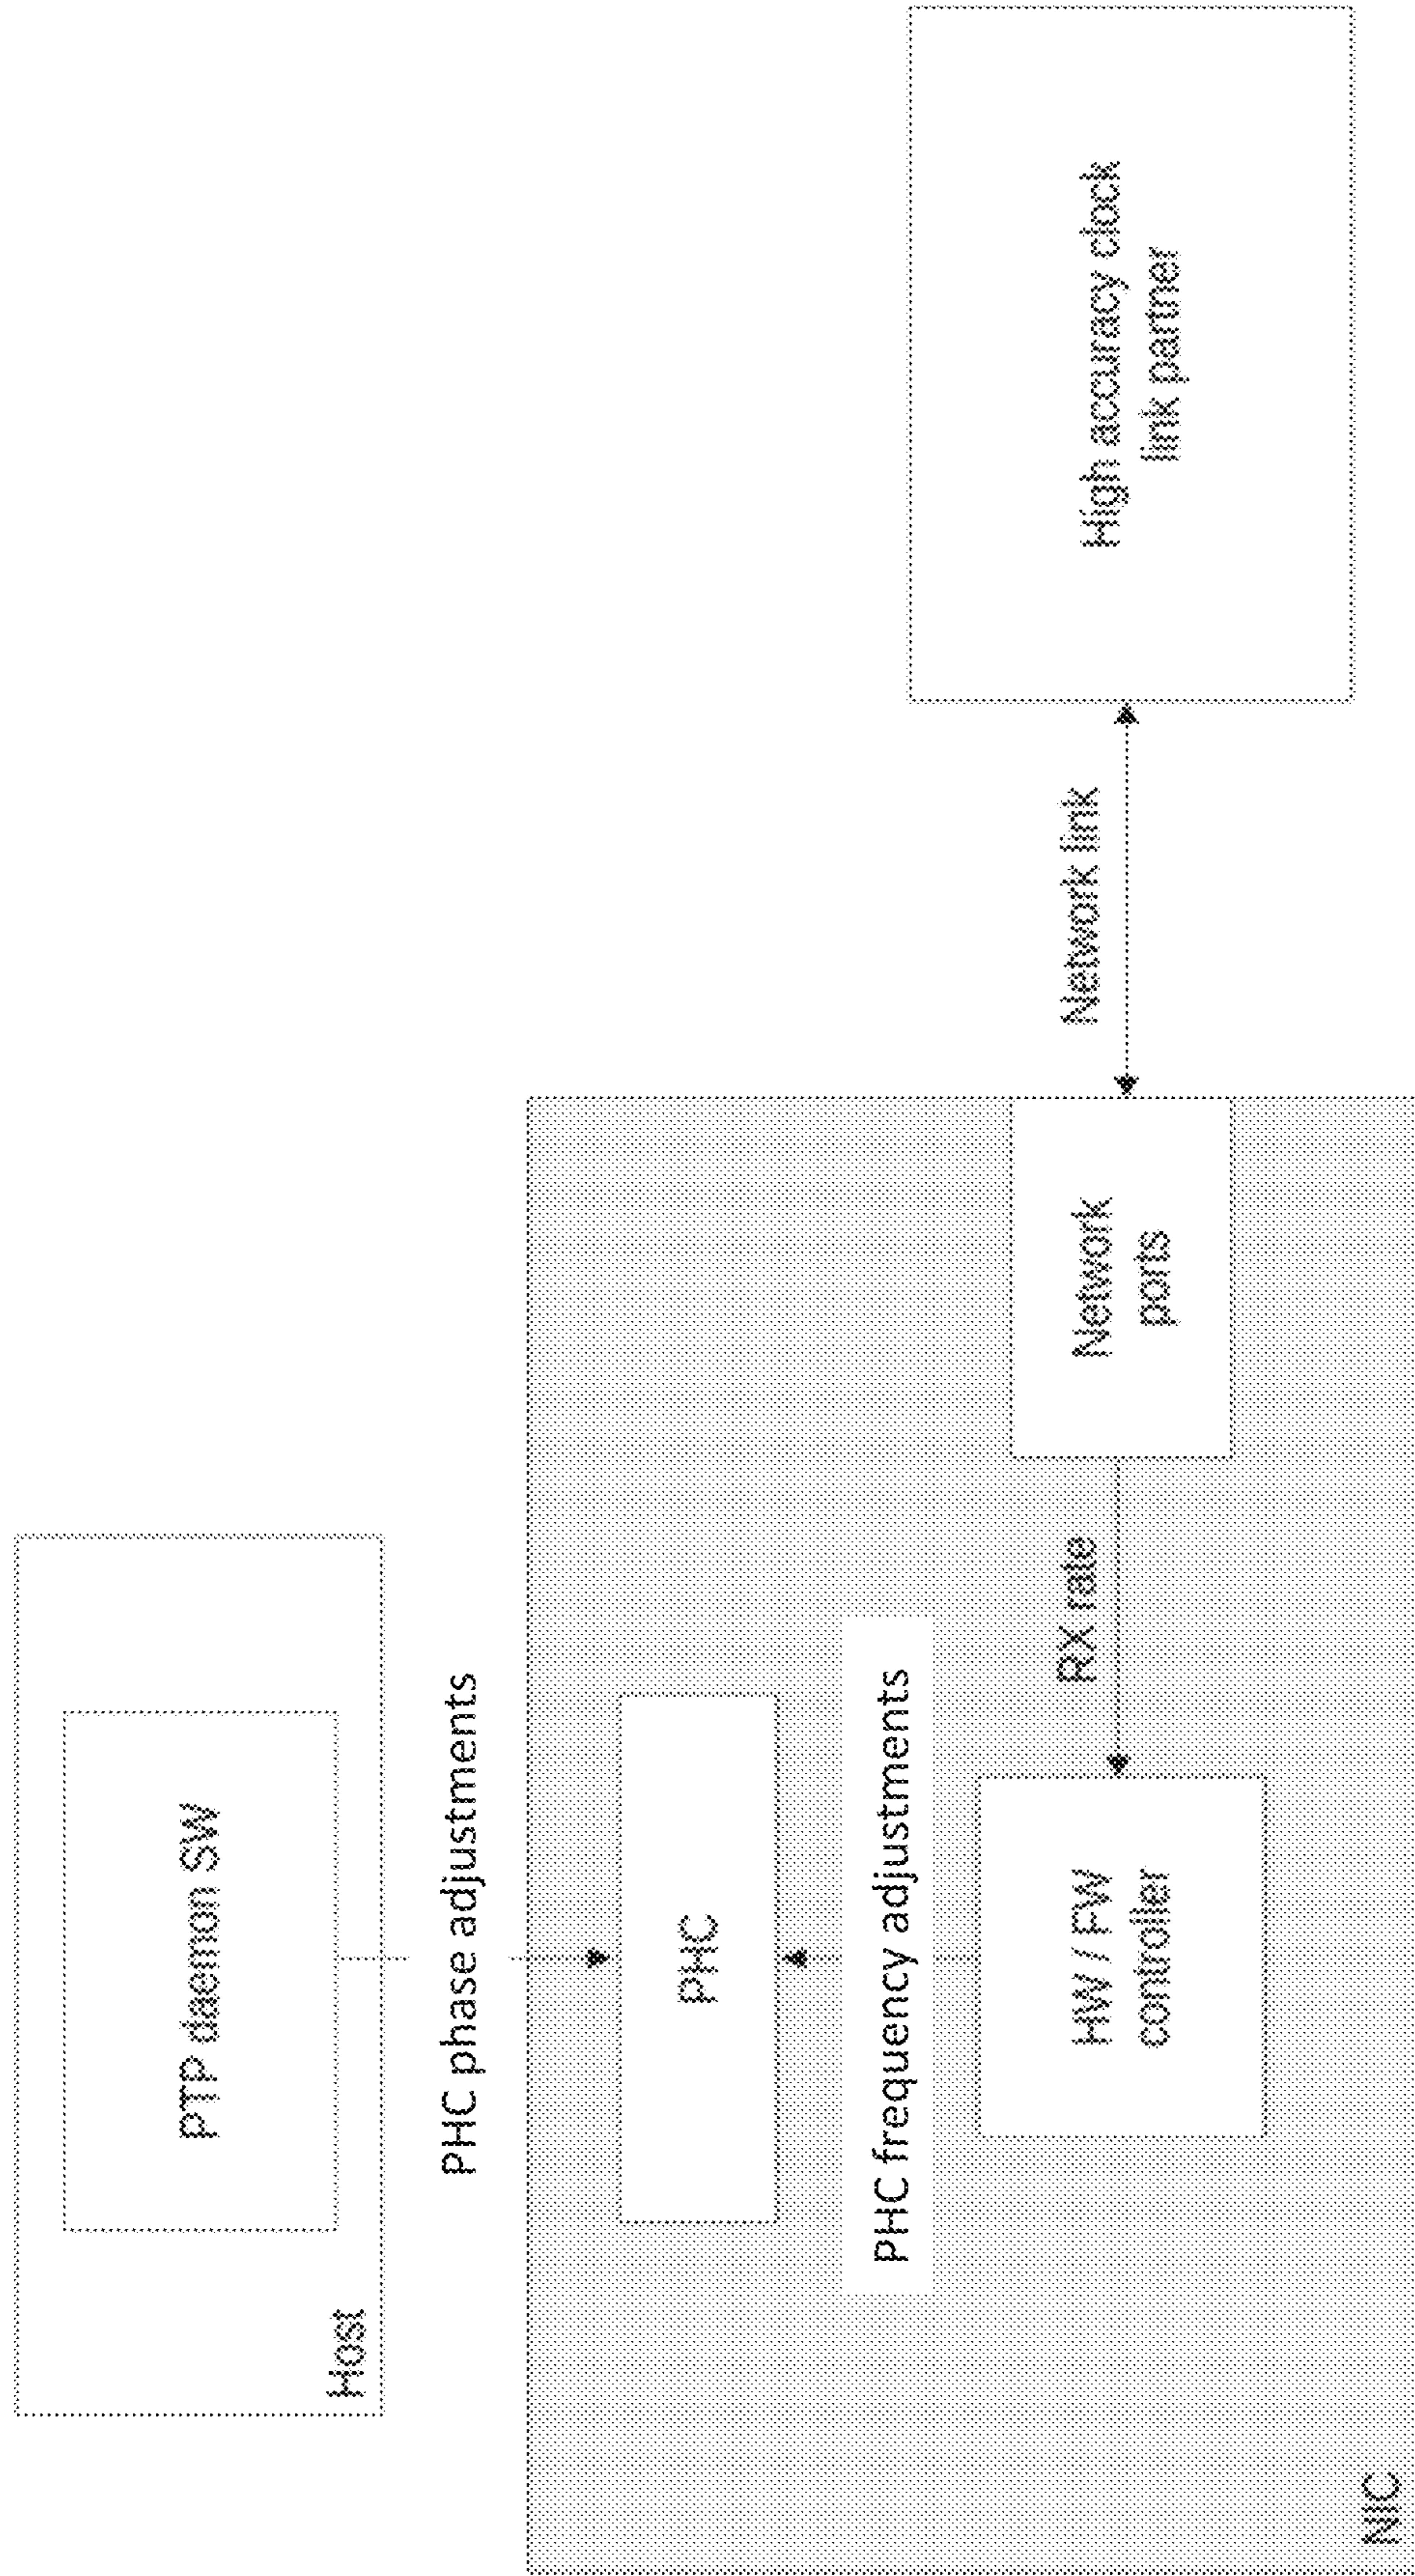 PTP daemon SW
Host
PHC phase adjustments
PHC
PHC frequency adjustments
HW / FW
controller
RX rate
Network
ports
Network link
High accuracy clock
link partner
NIC